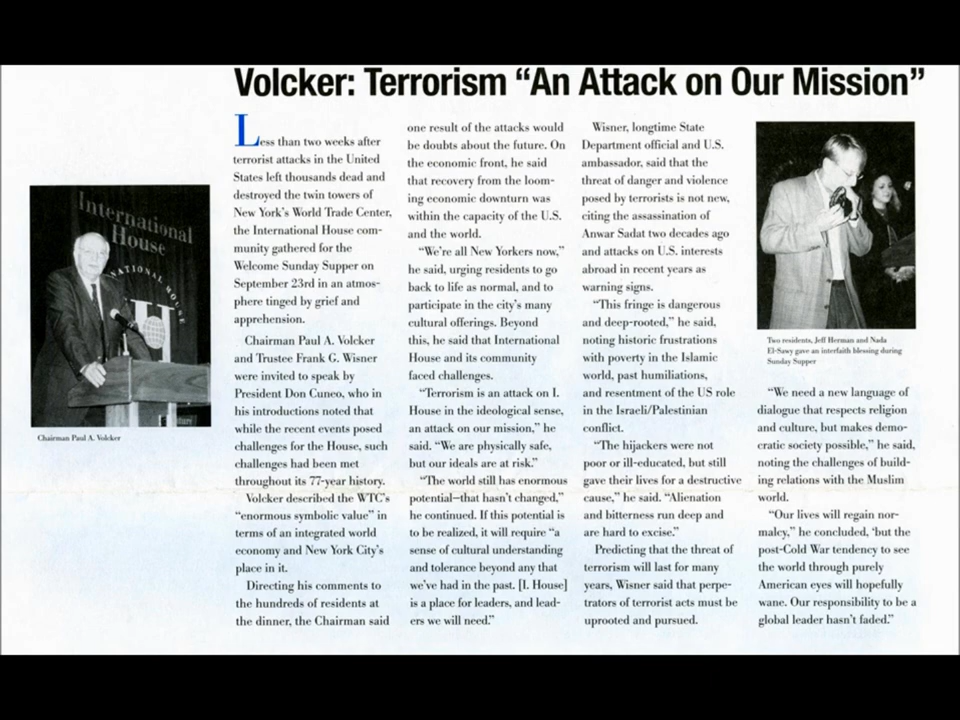 Volcker: Terrorism “An Attack on Our Mission”
Less than two weeks after
terrorist attacks in the United
States left thousands dead and
destroyed the twin towers of
New York’s World Trade Center,
the International House com-
munity gathered for the
Welcome Sunday Supper on
September 23rd in an atmos-
phere tinged by grief and
apprehension.
Chairman Paul A. Volcker
and Trustee Frank G. Wisner
were invited to speak by
President Don Cuneo, who in
his introductions noted that
while the recent events posed
challenges for the House, such
challenges had been met
throughout its 77-year history.
Volcker described the WTC’s
“enormous symbolic value” in
terms of an integrated world
economy and New York City’s
place in it.
Directing his comments to
the hundreds of residents at
the dinner, the Chairman said
one result of the attacks would
be doubts about the future. On
the economic front, he said
that recovery from the loom-
ing economic downturn was
within the capacity of the U.S.
and the world.
“We’re all New Yorkers now,”
he said, urging residents to go
back to life as normal, and to
participate in the city’s many
cultural offerings. Beyond
this, he said that International
House and its community
faced challenges.
“Terrorism is an attack on I.
House in the ideological sense,
an attack on our mission,” he
said. “We are physically safe,
but our ideals are at risk.”
“The world still has enormous
potential—that hasn’t changed,”
he continued. If this potential is
to be realized, it will require “a
sense of cultural understanding
and tolerance beyond any that
we’ve had in the past. [I. House]
is a place for leaders, and lead-
ers we will need.”
Wisner, longtime State
Department official and U.S.
ambassador, said that the
threat of danger and violence
posed by terrorists is not new,
citing the assassination of
Anwar Sadat two decades ago
and attacks on U.S. interests
abroad in recent years as
warning signs.
“This fringe is dangerous
and deep-rooted,” he said,
noting historic frustrations
with poverty in the Islamic
world, past humiliations,
and resentment of the US role
in the Israeli/Palestinian
conflict.
“The hijackers were not
poor or ill-educated, but still
gave their lives for a destructive
cause,” he said. “Alienation
and bitterness run deep and
are hard to excise.”
Predicting that the threat of
terrorism will last for many
years, Wisner said that perpe-
trators of terrorist acts must be
uprooted and pursued.
“We need a new language of
dialogue that respects religion
and culture, but makes demo-
cratic society possible,” he said,
noting the challenges of build-
ing relations with the Muslim
world.
“Our lives will regain nor-
malcy,” he concluded, ‘but the
post-Cold War tendency to see
the world through purely
American eyes will hopefully
wane. Our responsibility to be a
global leader hasn’t faded.”
International
House
Chairman Paul A. Volcker
Two residents, Jeff Herman and Nada
El-Sawy gave an interfaith blessing during
Sunday Supper